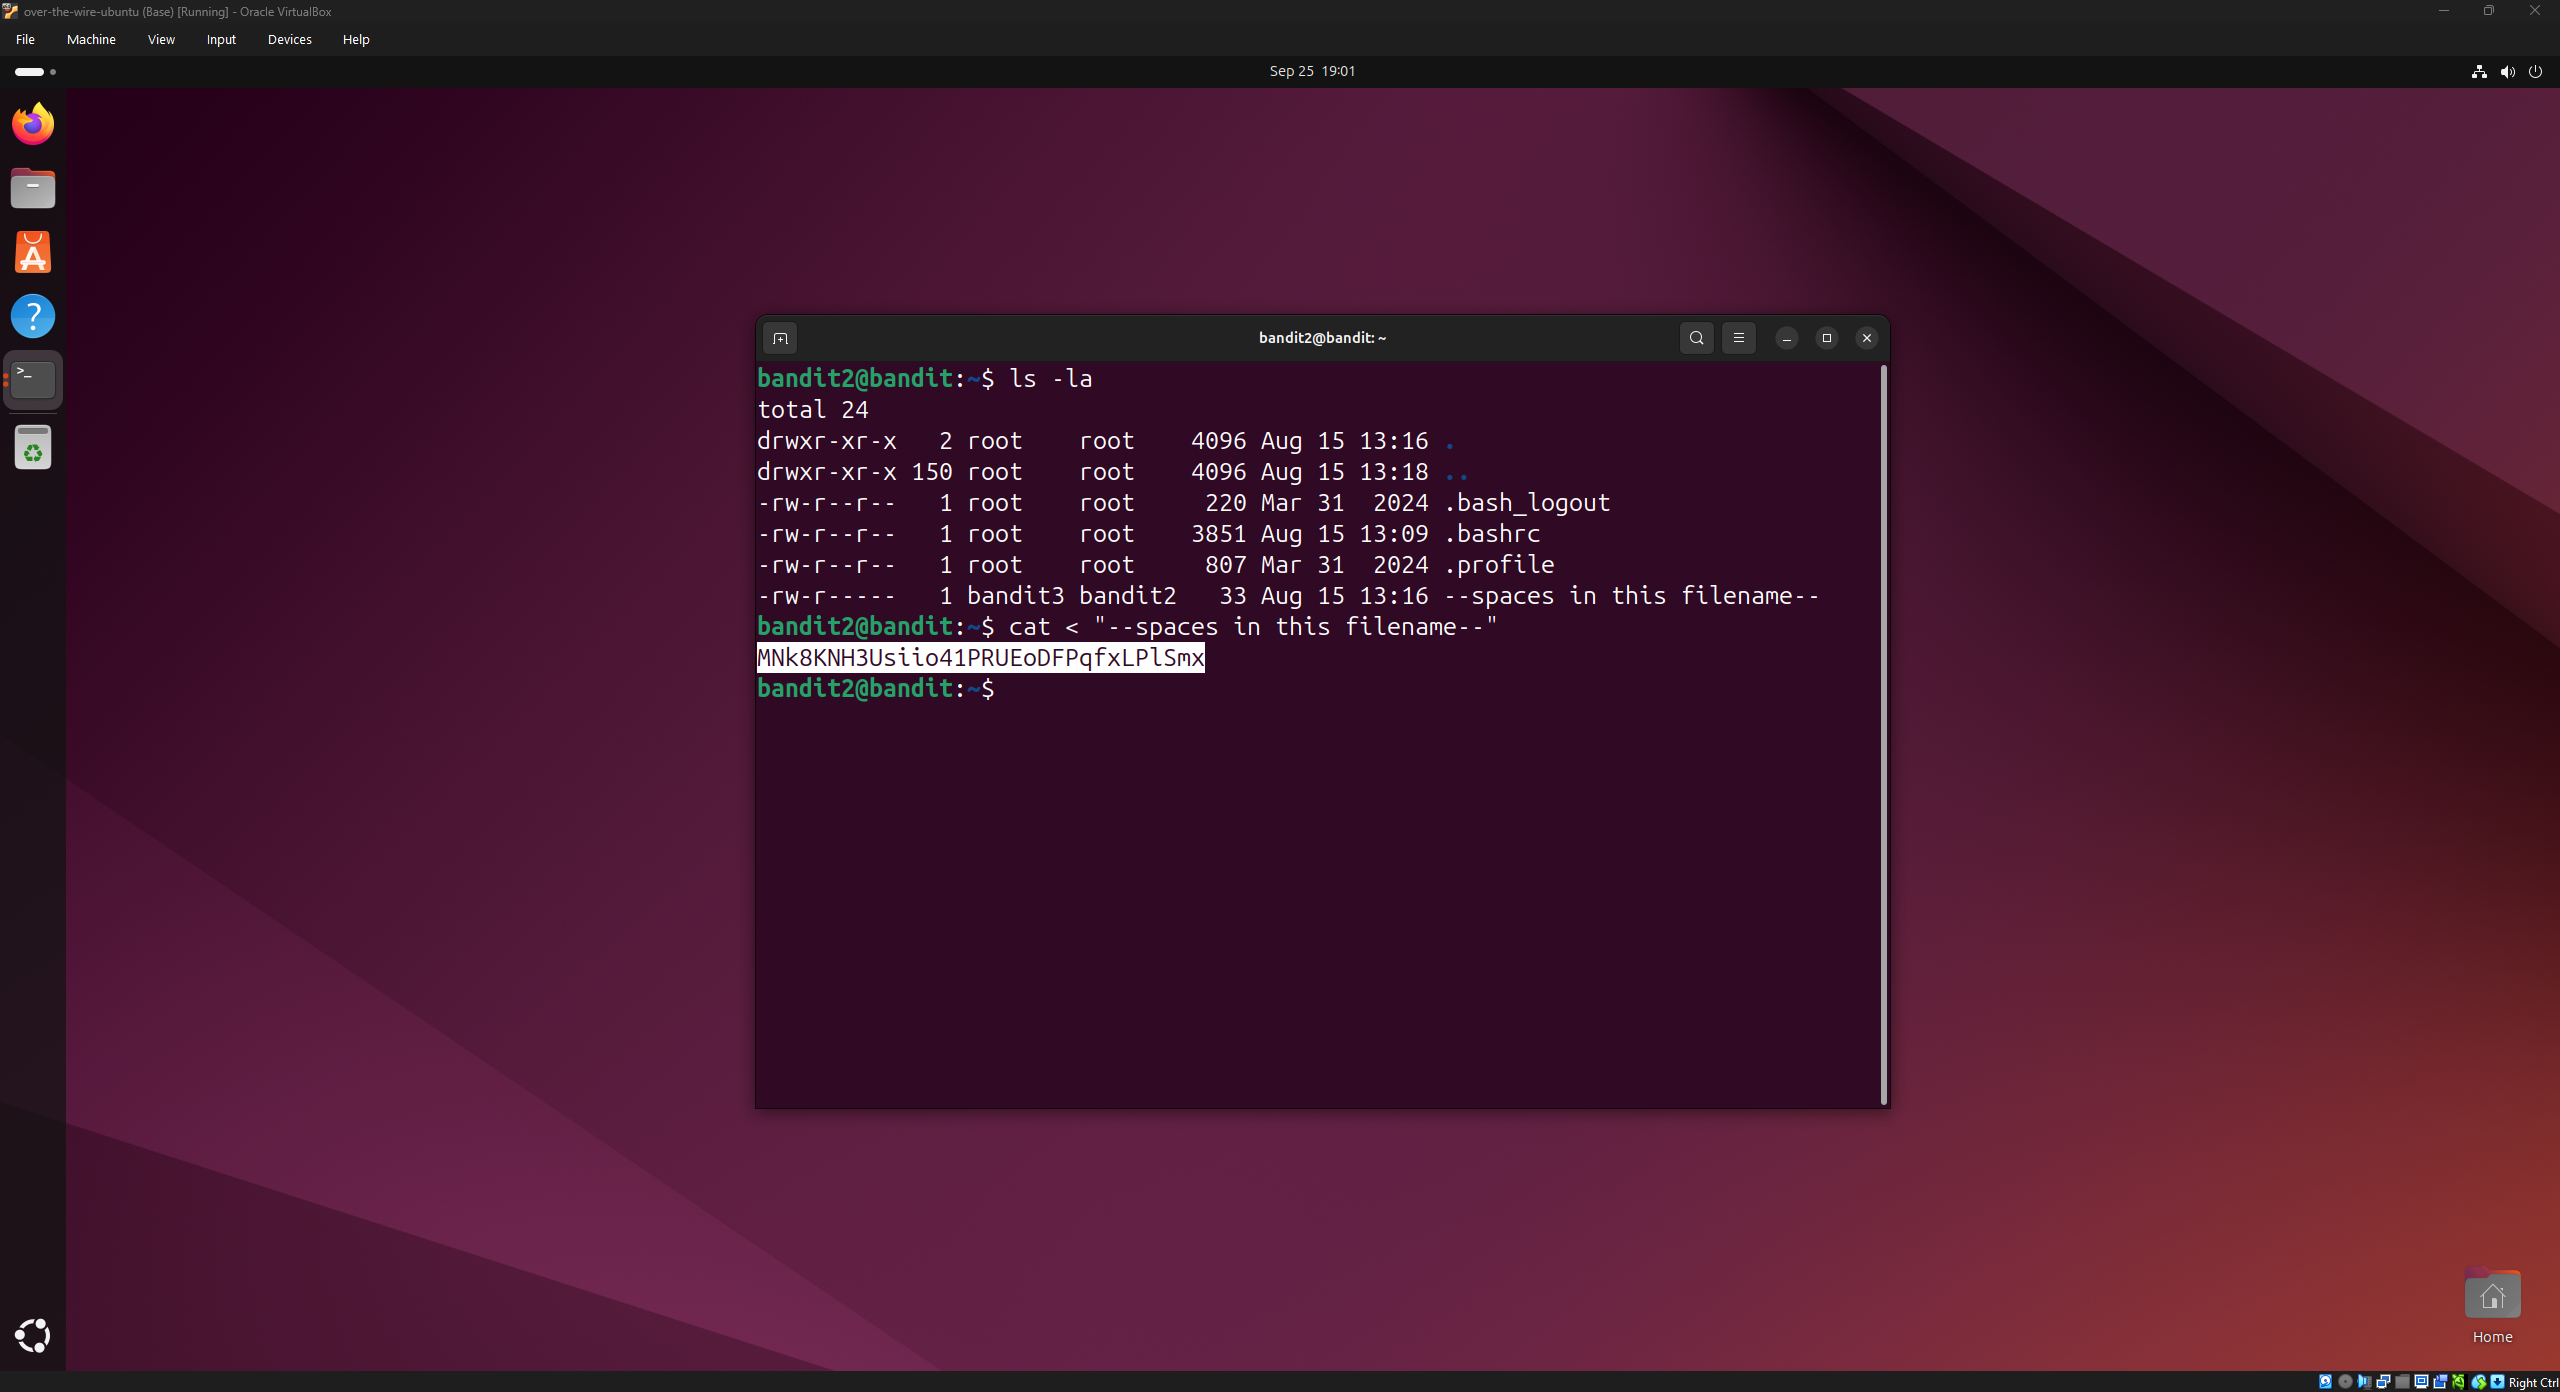 over-the-wire-ubuntu (Base) [Running] - Oracle VirtualBox
File Machine View Input Devices Help
Sep 25 19:01
bandit2@bandit: ~
bandit2@bandit:~$ ls -la
total 24
drwxr-xr-x   2 root    root    4096 Aug 15 13:16 .
drwxr-xr-x 150 root    root    4096 Aug 15 13:18 ..
-rw-r--r--   1 root    root     220 Mar 31  2024 .bash_logout
-rw-r--r--   1 root    root    3851 Aug 15 13:09 .bashrc
-rw-r--r--   1 root    root     807 Mar 31  2024 .profile
-rw-r-----   1 bandit3 bandit2   33 Aug 15 13:16 --spaces in this filename--
bandit2@bandit:~$ cat < "--spaces in this filename--"
MNk8KNH3Usiio41PRUEoDFPqfxLPlSmx
bandit2@bandit:~$
Home
Right Ctrl